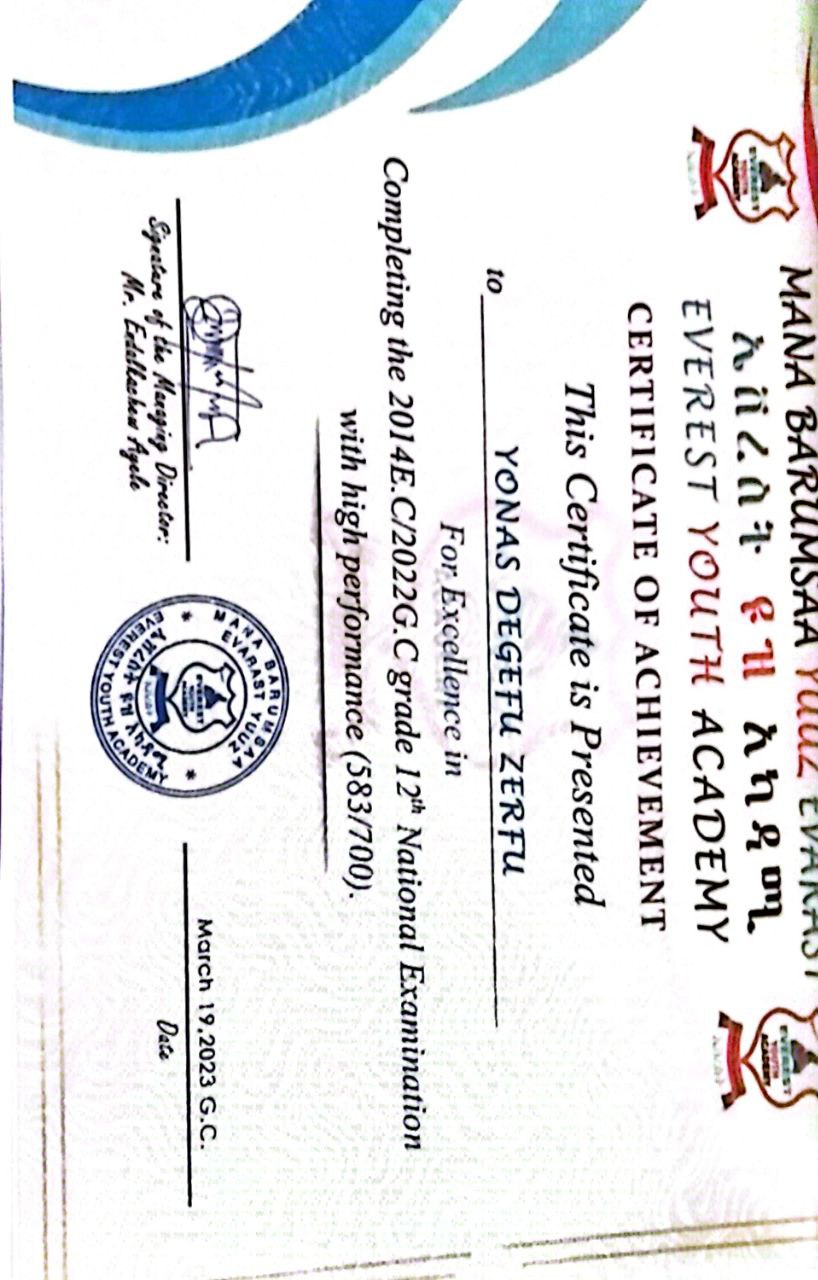 MANA BARUMSAA YUUZ EVARAST
ኤቨረስት ዩዝ አካዳሚ
EVEREST YOUTH ACADEMY
EVEREST
YOUTH
ACADEMY
EVEREST
YOUTH
ACADEMY
CERTIFICATE OF ACHIEVEMENT
This Certificate is Presented
to YONAS DEGEFU ZERFU
For Excellence in
Completing the 2014E.C/2022G.C grade 12th National Examination
with high performance (583/700).
Signature of the Managing Director:
Mr. Endalkachew Ayele
MANA BARUMSAA
EVARAST YUUZ
EVEREST
YOUTH
ACADEMY
ኤቨረስት ዩዝ አካዳሚ
EVEREST YOUTH ACADEMY
March 19,2023 G.C.
Date